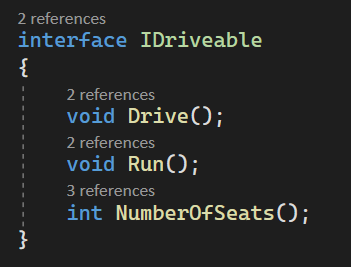 2 references
interface IDriveable
{
2 references
void Drive();
2 references
void Run();
3 references
int NumberOfSeats();
}